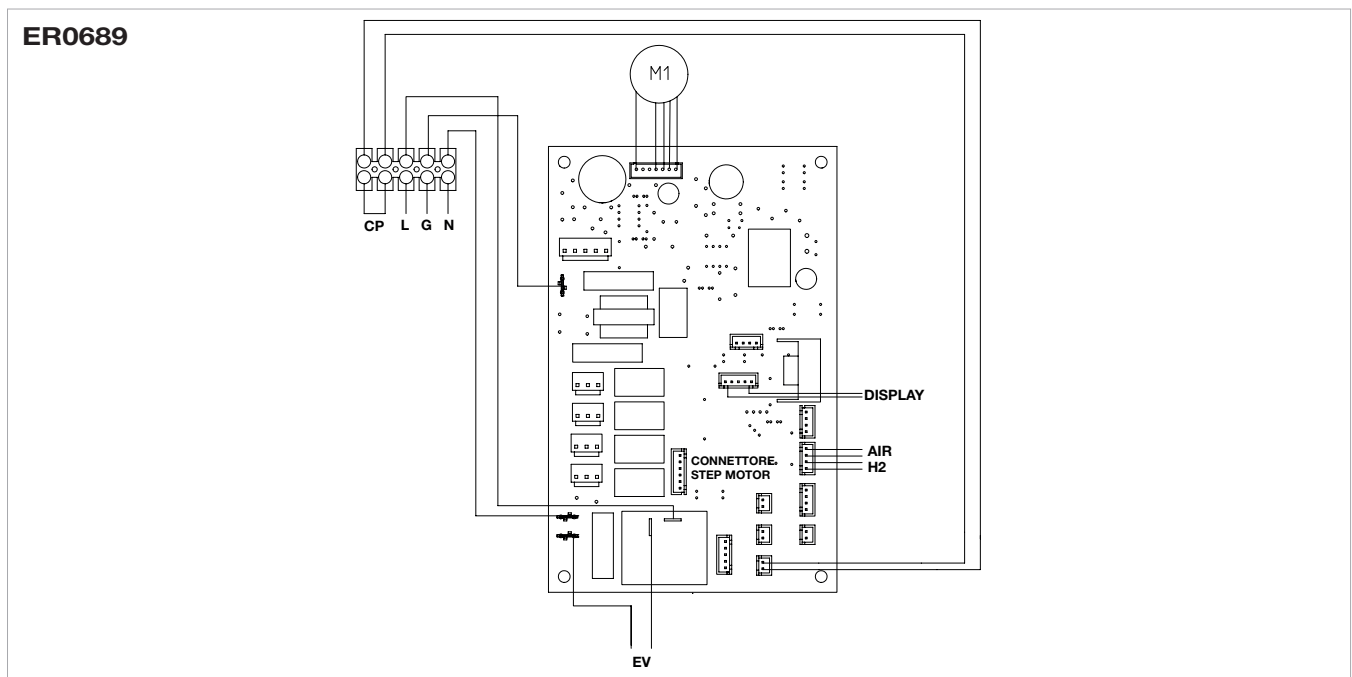 ER0689
M1
CP L G N
DISPLAY
AIR
CONNETTORE
STEP MOTOR
H2
EV